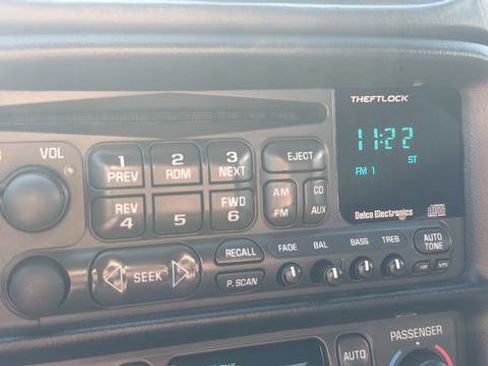 THEFTLOCK
VOL
1 PREV
2 RDM
3 NEXT
EJECT
11:22
ST
FM 1
REV 4
5
FWD 6
AM FM
CD AUX
Delco Electronics
RECALL
FADE
BAL
BASS
TREB
AUTO TONE
SEEK
P.SCAN
AUTO
PASSENGER